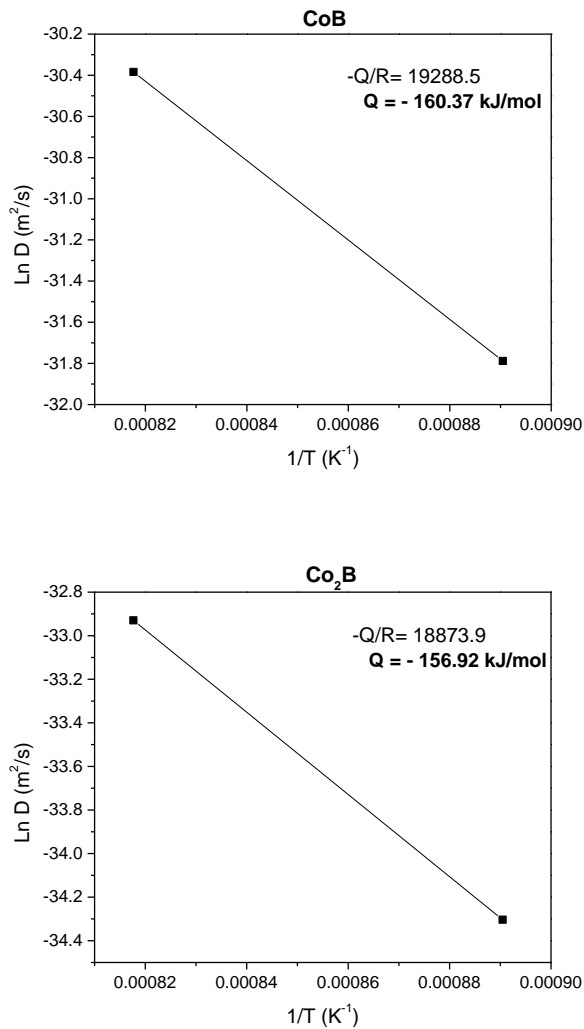 CoB
-30.2
-30.4
-30.6
-30.8
-31.0
-31.2
-31.4
-31.6
-31.8
-32.0
Ln D (m²/s)
-Q/R= 19288.5
Q = - 160.37 kJ/mol
0.00082 0.00084 0.00086 0.00088 0.00090
1/T (K⁻¹)
Co₂B
-32.8
-33.0
-33.2
-33.4
-33.6
-33.8
-34.0
-34.2
-34.4
Ln D (m²/s)
-Q/R= 18873.9
Q = - 156.92 kJ/mol
0.00082 0.00084 0.00086 0.00088 0.00090
1/T (K⁻¹)